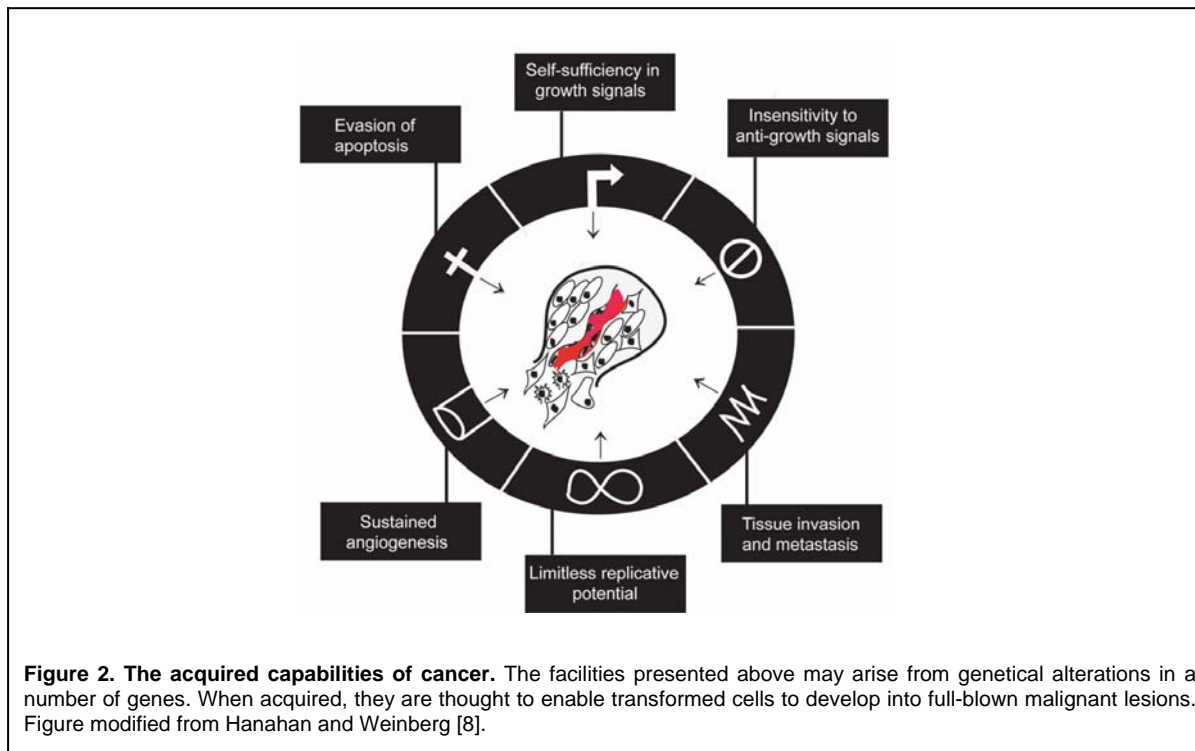 Self-sufficiency in
growth signals
Evasion of
apoptosis
Insensitivity to
anti-growth signals
Sustained
angiogenesis
Tissue invasion
and metastasis
Limitless replicative
potential
Figure 2. The acquired capabilities of cancer. The facilities presented above may arise from genetical alterations in a
number of genes. When acquired, they are thought to enable transformed cells to develop into full-blown malignant lesions.
Figure modified from Hanahan and Weinberg [8].